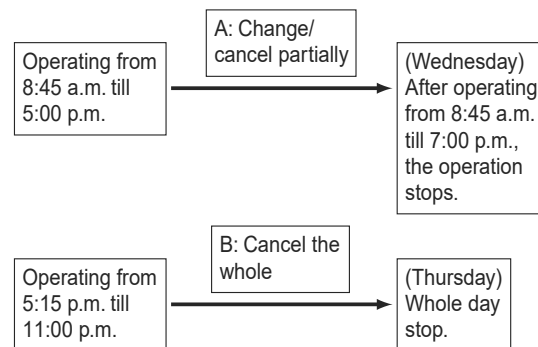 A: Change/
cancel partially
Operating from
8:45 a.m. till
5:00 p.m.
(Wednesday)
After operating
from 8:45 a.m.
till 7:00 p.m.,
the operation
stops.
B: Cancel the
whole
Operating from
5:15 p.m. till
11:00 p.m.
(Thursday)
Whole day
stop.